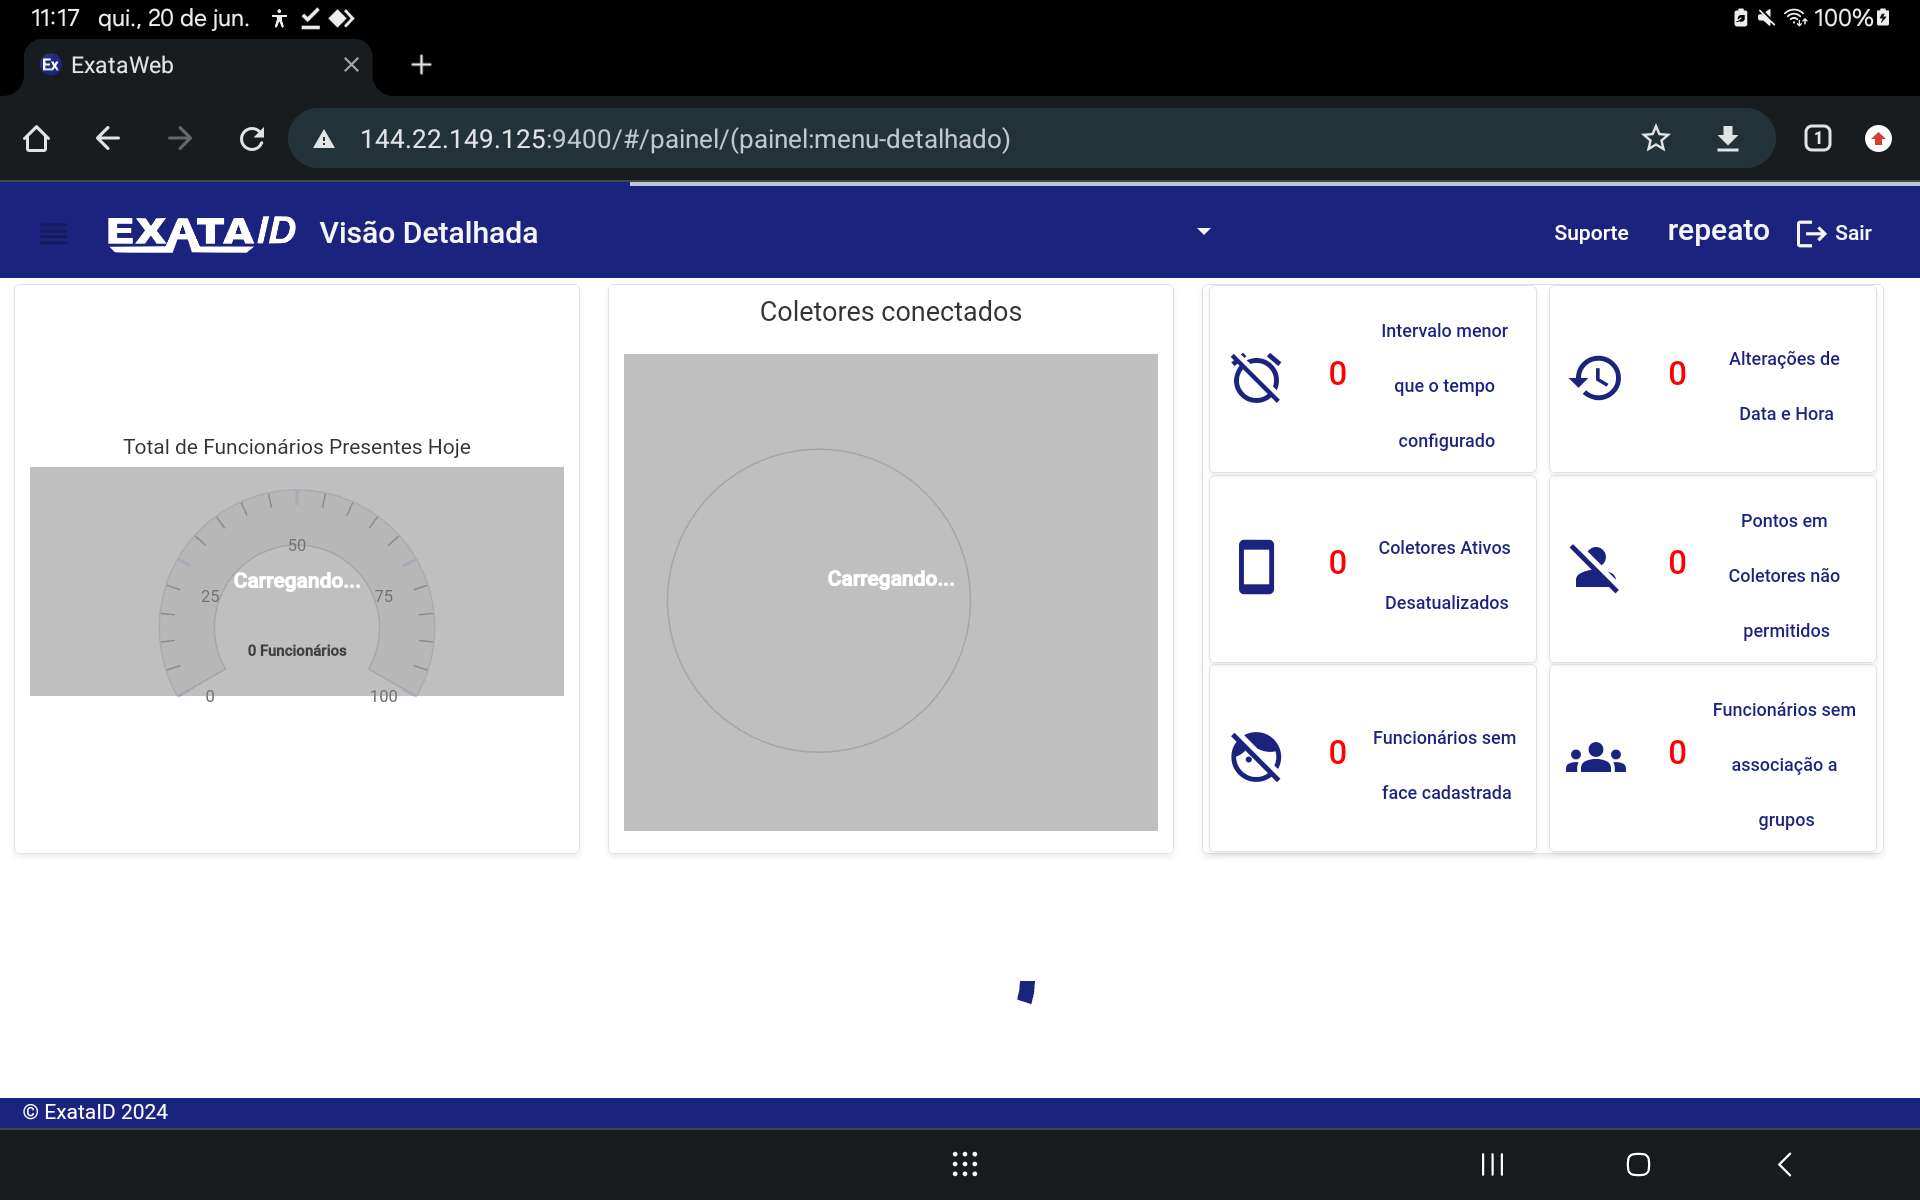 11:17 qui., 20 de jun. 100%
Ex ExataWeb
144.22.149.125:9400/#/painel/(painel:menu-detalhado) 1
EXATAID Visão Detalhada Suporte repeato Sair
Total de Funcionários Presentes Hoje
50
Carregando...
25 75
0 Funcionários
0 100
Coletores conectados
Carregando...
0 Intervalo menor
que o tempo
configurado
0 Alterações de
Data e Hora
0 Coletores Ativos
Desatualizados
0 Pontos em
Coletores não
permitidos
0 Funcionários sem
face cadastrada
0 Funcionários sem
associação a
grupos
© ExataID 2024